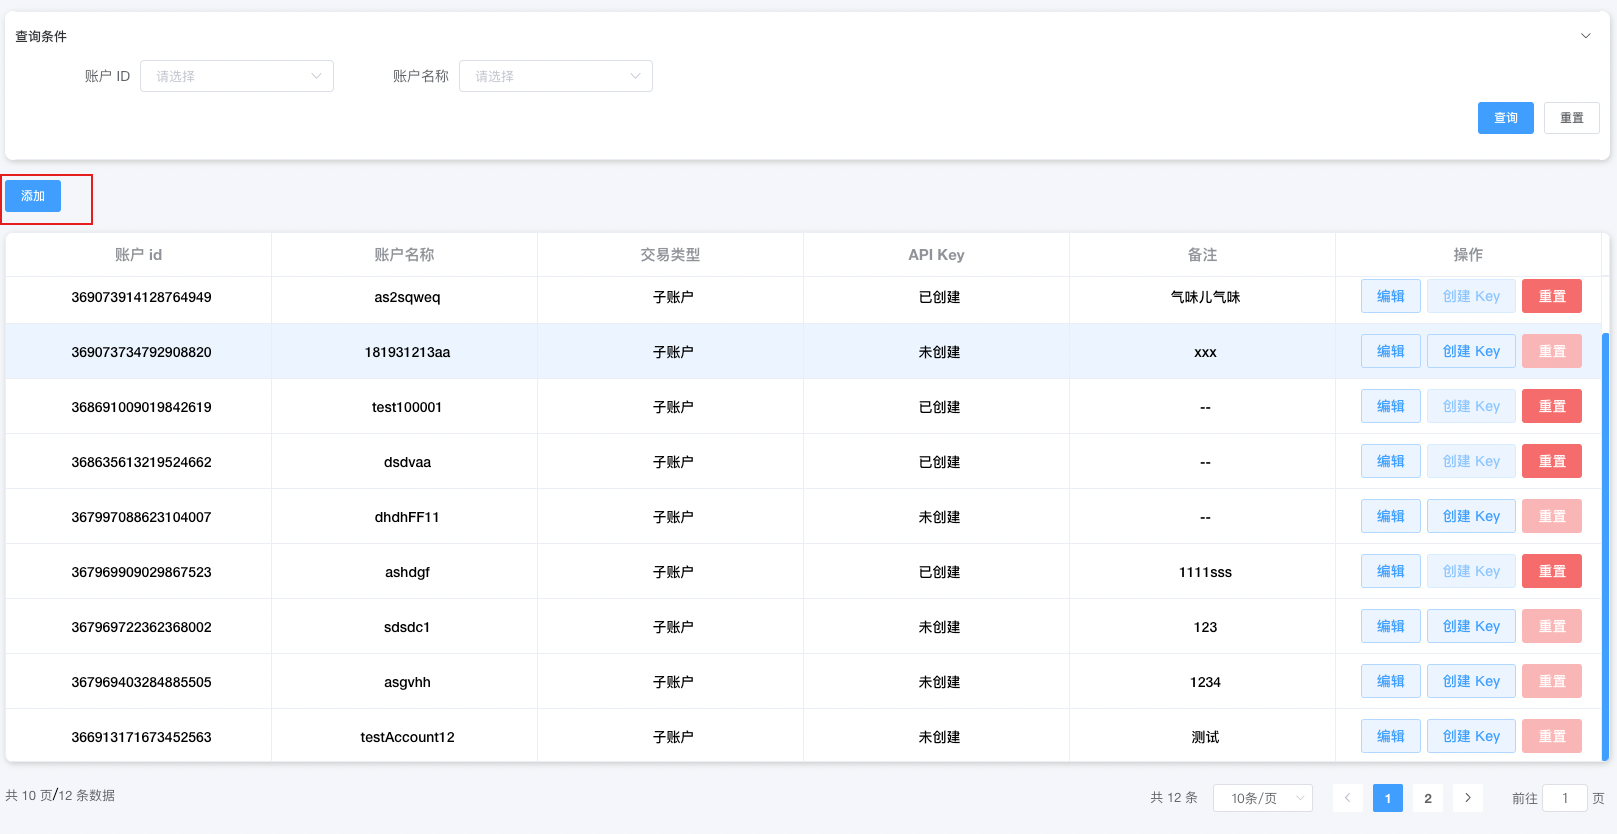 查询条件
账户 ID 请选择 账户名称 请选择
查询 重置
添加
账户 id 账户名称 交易类型 API Key 备注 操作
369073914128764949 as2sqweq 子账户 已创建 气味儿气味 编辑 创建 Key 重置
369073734792908820 181931213aa 子账户 未创建 xxx 编辑 创建 Key 重置
368691009019842619 test100001 子账户 已创建 -- 编辑 创建 Key 重置
368635613219524662 dsdvaa 子账户 已创建 -- 编辑 创建 Key 重置
367997088623104007 dhdhFF11 子账户 未创建 -- 编辑 创建 Key 重置
367969909029867523 ashdgf 子账户 已创建 1111sss 编辑 创建 Key 重置
367969722362368002 sdsdc1 子账户 未创建 123 编辑 创建 Key 重置
367969403284885505 asgvhh 子账户 未创建 1234 编辑 创建 Key 重置
366913171673452563 testAccount12 子账户 未创建 测试 编辑 创建 Key 重置
共 10 页/12 条数据 共 12 条 10条/页 1 2 前往 1 页